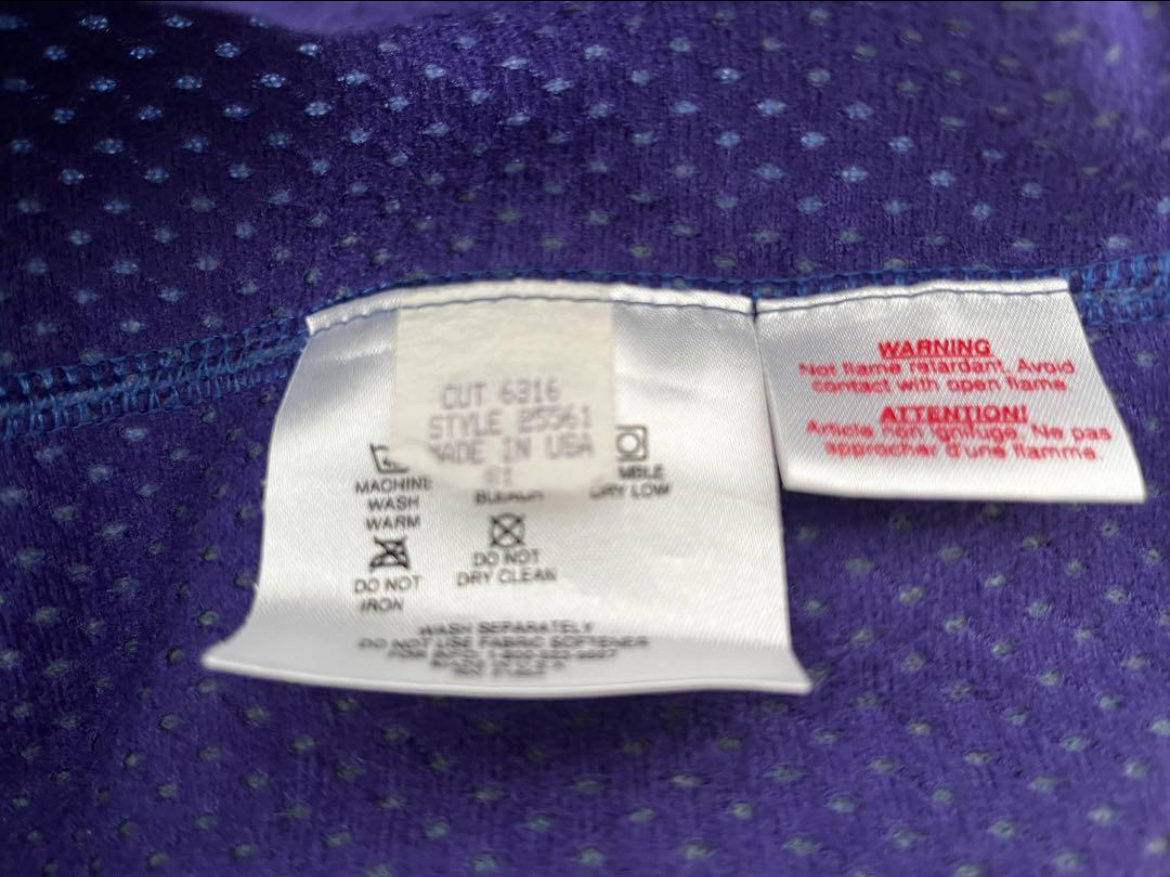 CUT 6316
STYLE 25561
MADE IN USA
MACHINE
WASH
WARM
BLEACH
DRY LOW
DO NOT
IRON
DO NOT
DRY CLEAN
WASH SEPARATELY
DO NOT USE FABRIC SOFTENER
WARNING
Not flame retardant. Avoid
contact with open flame
ATTENTION!
Article non ignifuge. Ne pas
approcher d'une flamme.